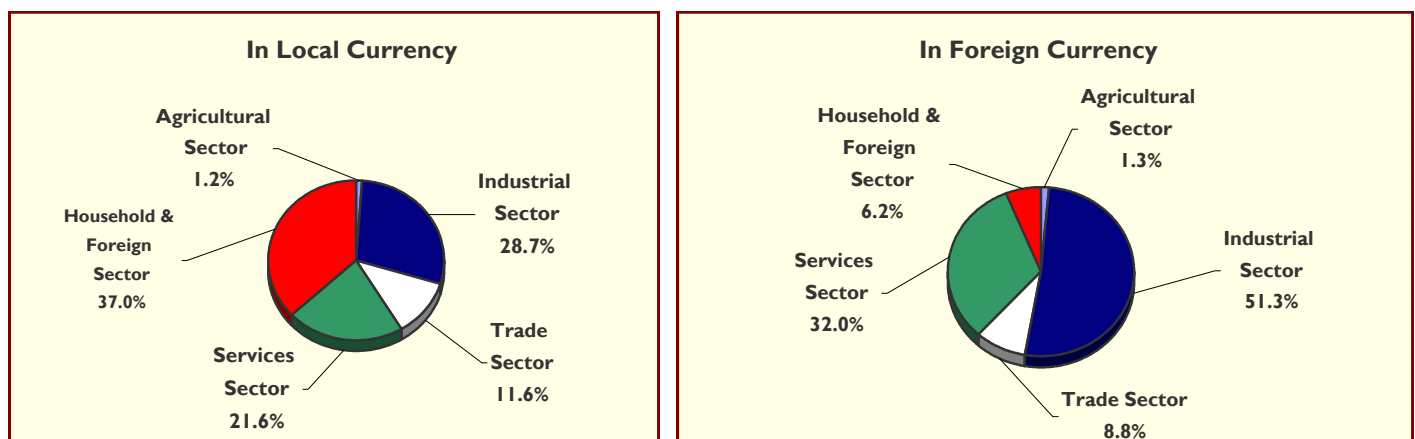 In Local Currency
Agricultural
Sector
1.2%
Industrial
Sector
28.7%
Household &
Foreign
Sector
37.0%
Trade
Sector
11.6%
Services
Sector
21.6%
In Foreign Currency
Agricultural
Sector
1.3%
Household &
Foreign
Sector
6.2%
Industrial
Sector
51.3%
Services
Sector
32.0%
Trade Sector
8.8%